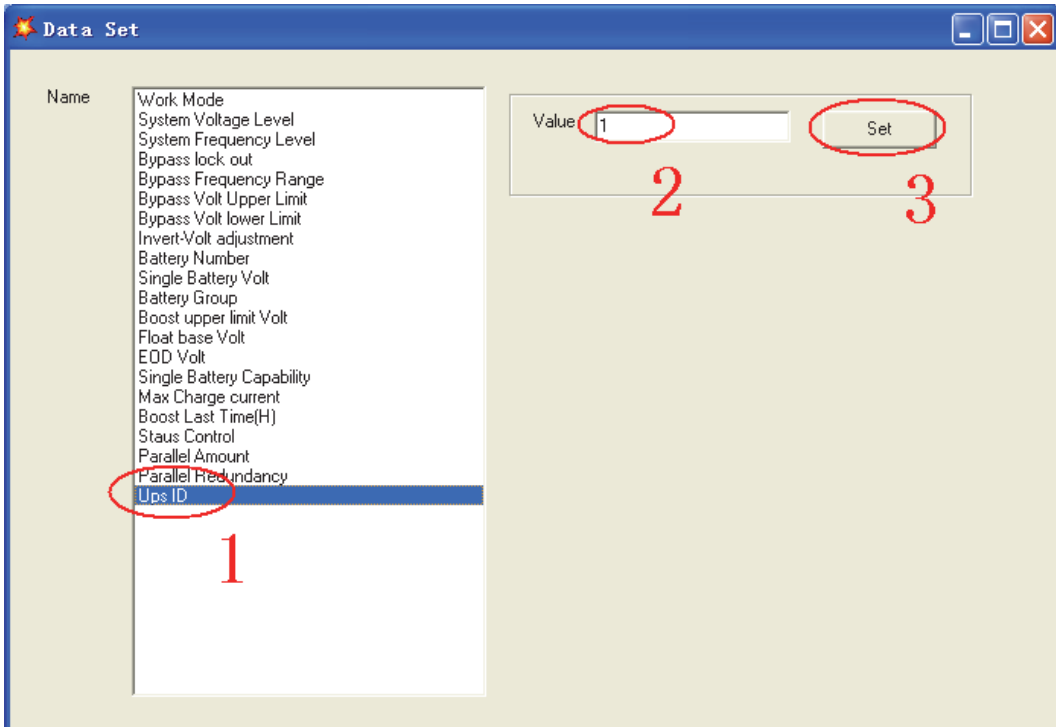 Data Set
Name
Work Mode
System Voltage Level
System Frequency Level
Bypass lock out
Bypass Frequency Range
Bypass Volt Upper Limit
Bypass Volt lower Limit
Invert-Volt adjustment
Battery Number
Single Battery Volt
Battery Group
Boost upper limit Volt
Float base Volt
EOD Volt
Single Battery Capability
Max Charge current
Boost Last Time(H)
Staus Control
Parallel Amount
Parallel Redundancy
Ups ID
1
Value 1
Set
2
3